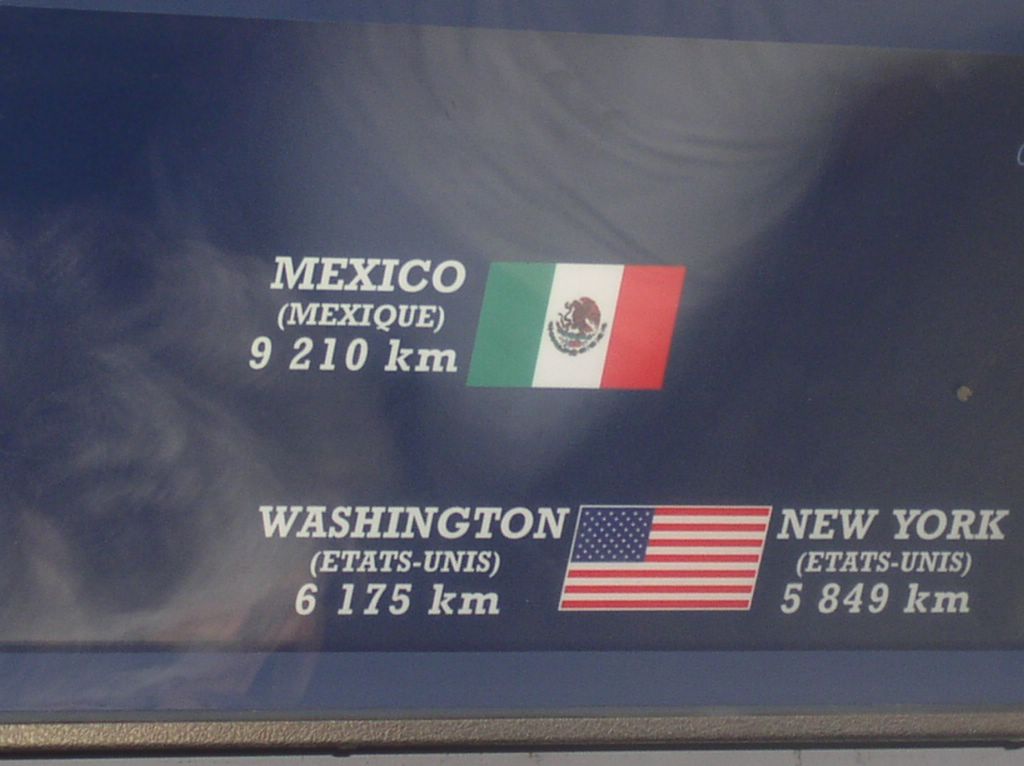 MEXICO
(MEXIQUE)
9 210 km
WASHINGTON
(ETATS-UNIS)
6 175 km
NEW YORK
(ETATS-UNIS)
5 849 km